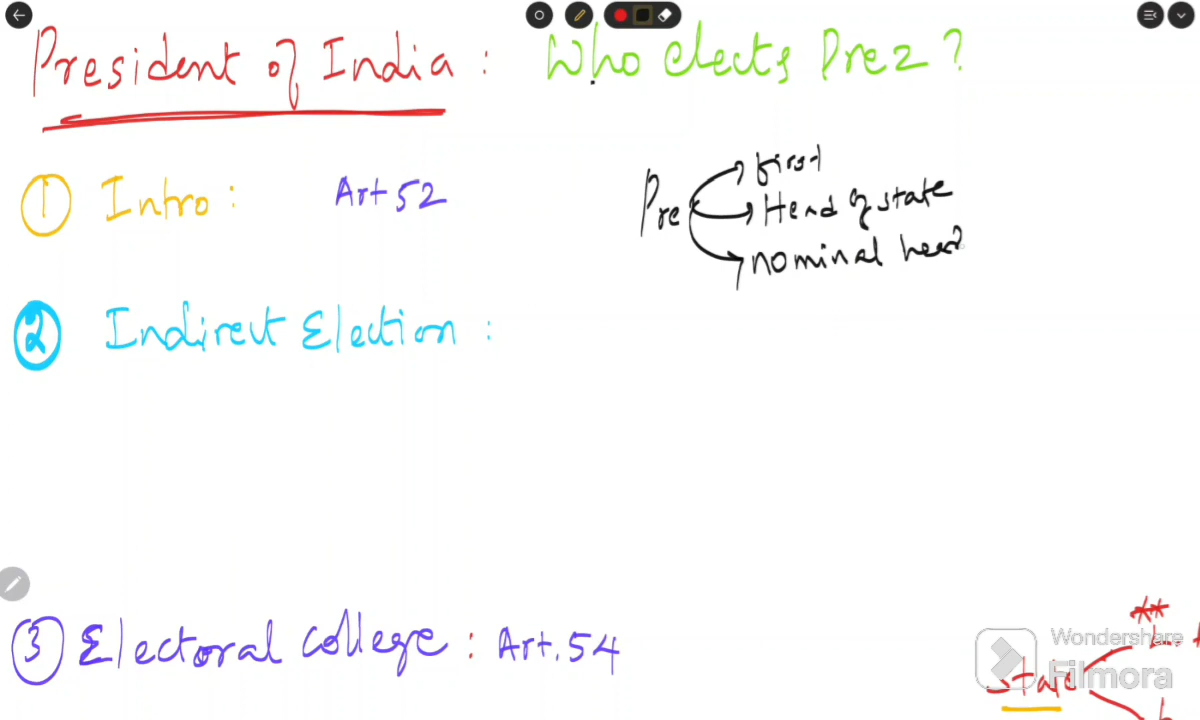 President of India : Who elects Prez?
① Intro : Art 52
Pre
first
Head of state
nominal head
② Indirect Election :
③ Electoral College : Art.54
**
State
Wondershare
Filmora